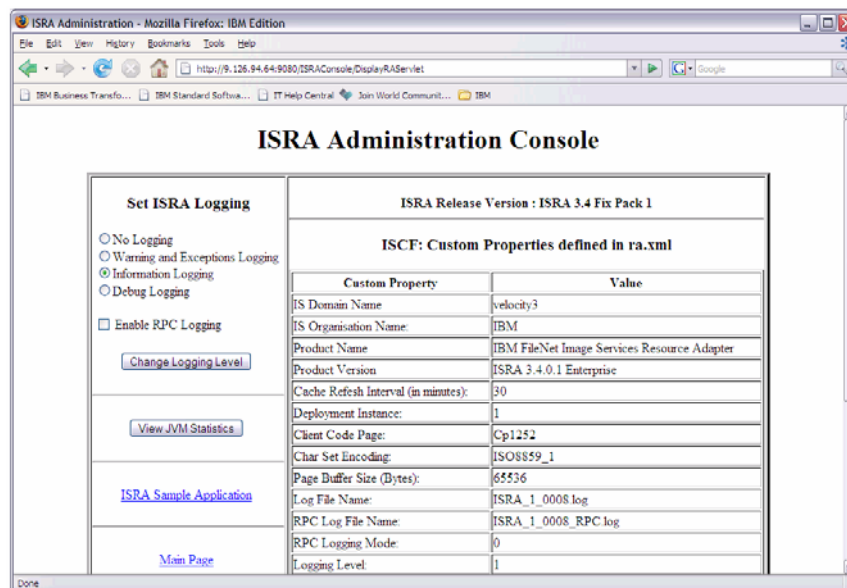 ISRA Administration - Mozilla Firefox: IBM Edition
File Edit View History Bookmarks Tools Help
http://9.126.94.64:9080/ISRAConsole/DisplayRAServlet
Google
IBM Business Transfo... IBM Standard Softwa... IT Help Central Join World Communit... IBM
ISRA Administration Console
Set ISRA Logging
No Logging
Warning and Exceptions Logging
Information Logging
Debug Logging
Enable RPC Logging
Change Logging Level
View JVM Statistics
ISRA Sample Application
Main Page
ISRA Release Version : ISRA 3.4 Fix Pack 1
ISCF: Custom Properties defined in ra.xml
Custom Property Value
IS Domain Name velocity3
IS Organisation Name: IBM
Product Name IBM FileNet Image Services Resource Adapter
Product Version ISRA 3.4.0.1 Enterprise
Cache Refesh Interval (in minutes): 30
Deployment Instance: 1
Client Code Page: Cp1252
Char Set Encoding: ISO8859_1
Page Buffer Size (Bytes): 65536
Log File Name: ISRA_1_0008.log
RPC Log File Name: ISRA_1_0008_RPC.log
RPC Logging Mode: 0
Logging Level: 1
Done